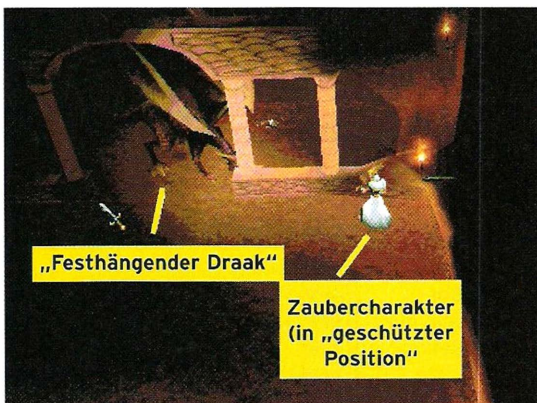 „Festhängender Draak“
Zaubercharakter
(in „geschützter
Position“